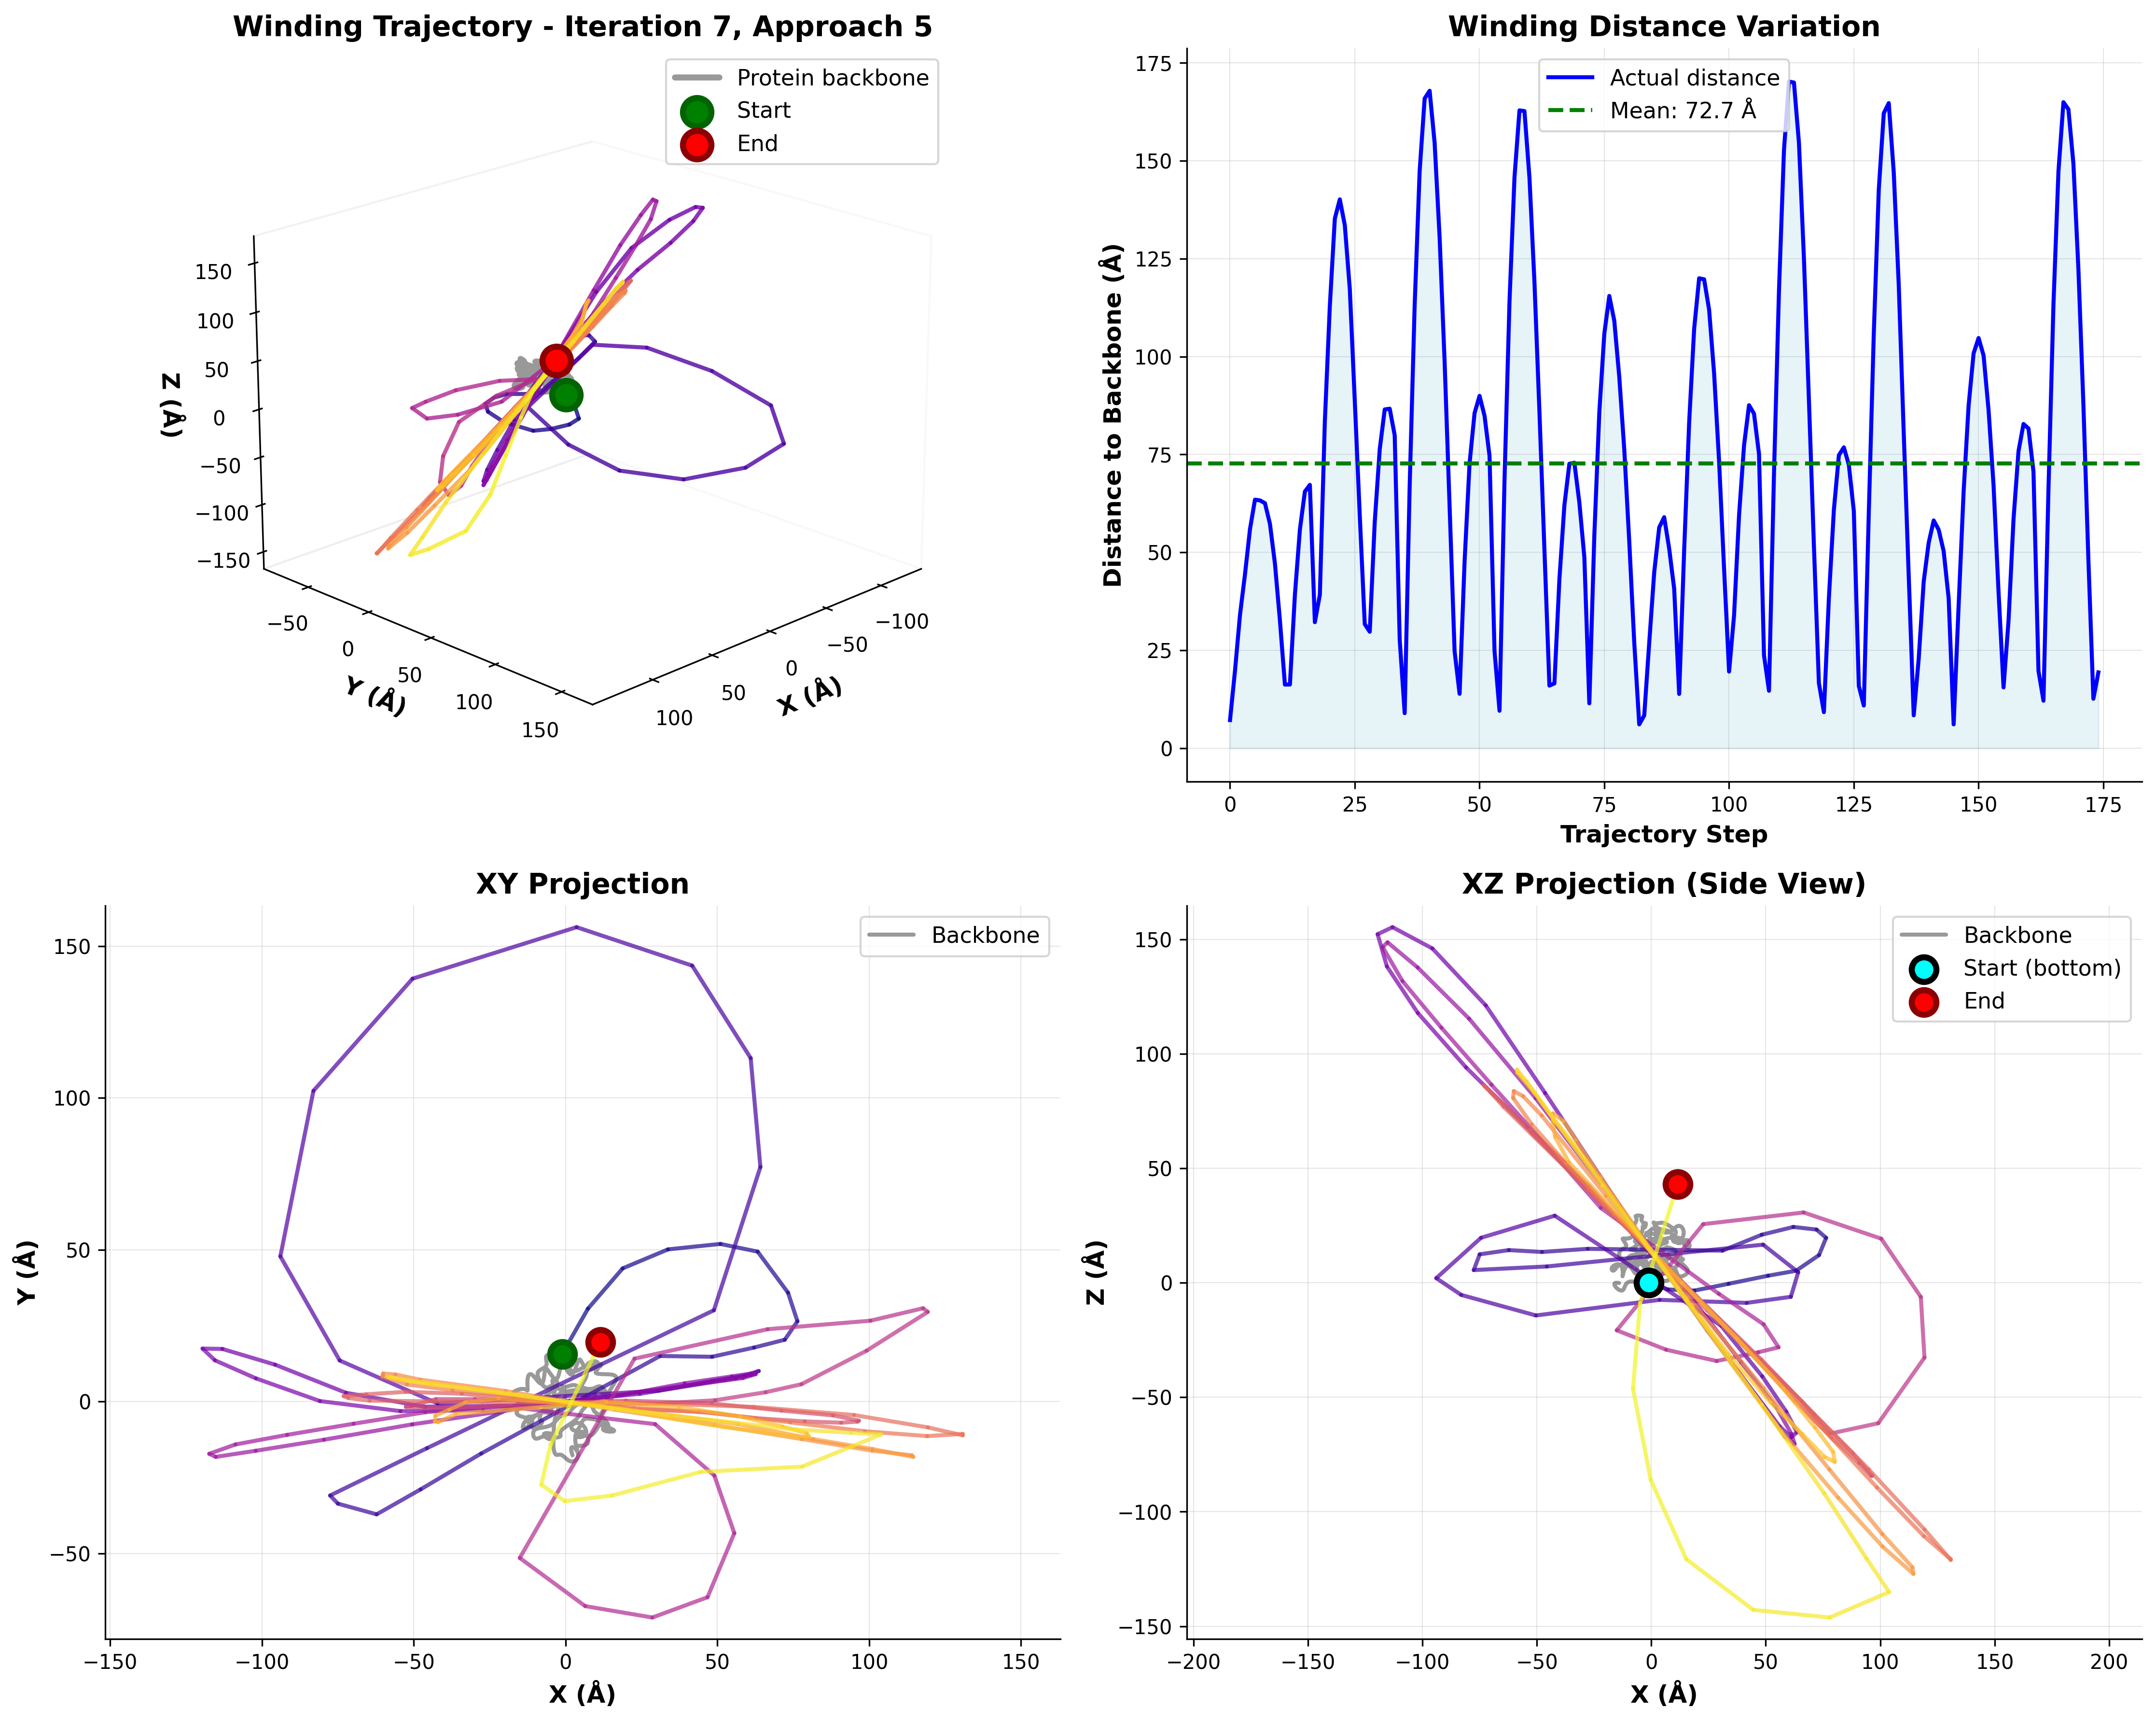 Winding Trajectory - Iteration 7, Approach 5
Protein backbone
Start
End
150
100
50
0
−50
−100
−150
Z (Å)
−50
0
50
100
150
Y (Å)
100
50
0
−50
−100
X (Å)
Winding Distance Variation
Actual distance
Mean: 72.7 Å
175
150
125
100
75
50
25
0
Distance to Backbone (Å)
0
25
50
75
100
125
150
175
Trajectory Step
XY Projection
Backbone
150
100
50
0
−50
Y (Å)
−150
−100
−50
0
50
100
150
X (Å)
XZ Projection (Side View)
Backbone
Start (bottom)
End
150
100
50
0
−50
−100
−150
Z (Å)
−200
−150
−100
−50
0
50
100
150
200
X (Å)